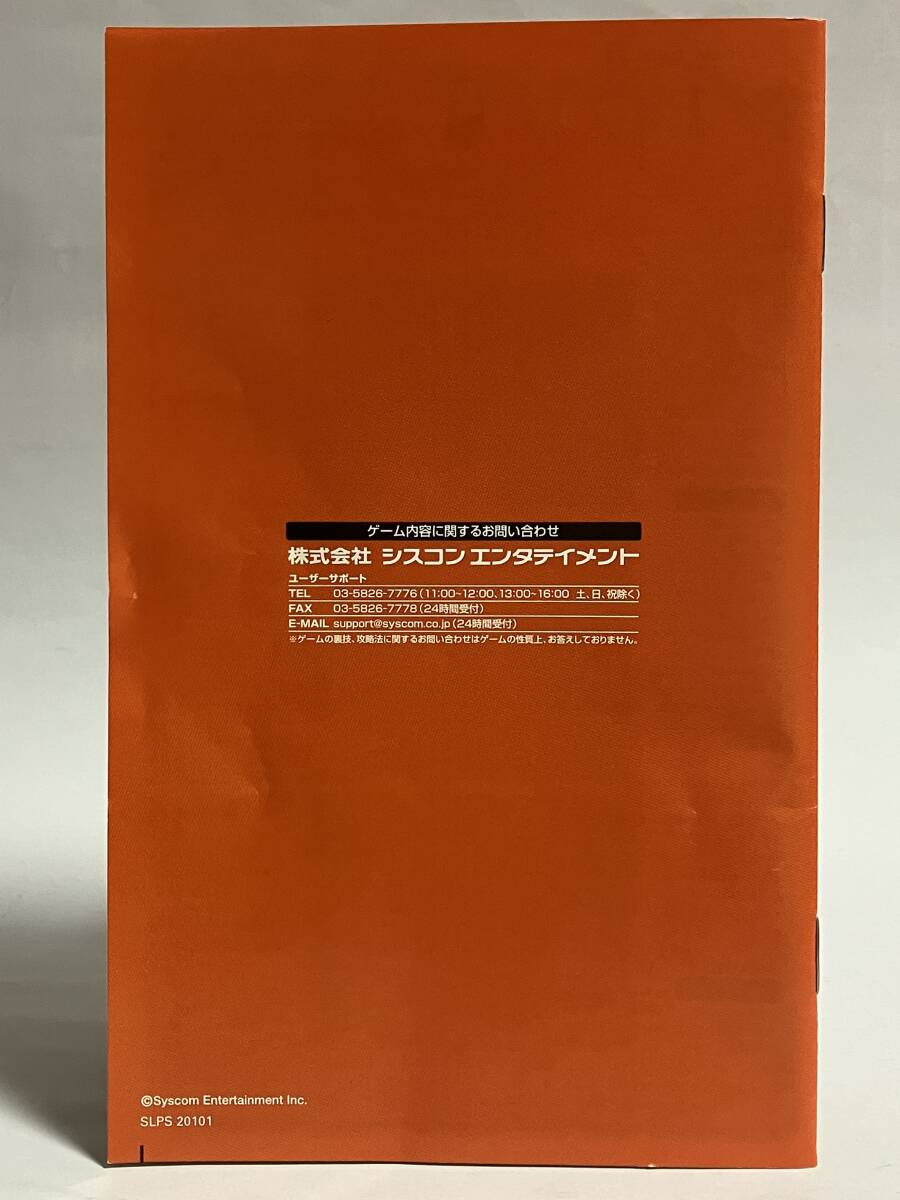 ゲーム内容に関するお問い合わせ
株式会社 シスコン エンタテイメント
ユーザーサポート
TEL 03-5826-7776(11:00~12:00、13:00~16:00 土、日、祝除く)
FAX 03-5826-7778(24時間受付)
E-MAIL support@syscom.co.jp(24時間受付)
※ゲームの裏技、攻略法に関するお問い合わせはゲームの性質上、お答えしておりません。
©Syscom Entertainment Inc.
SLPS 20101